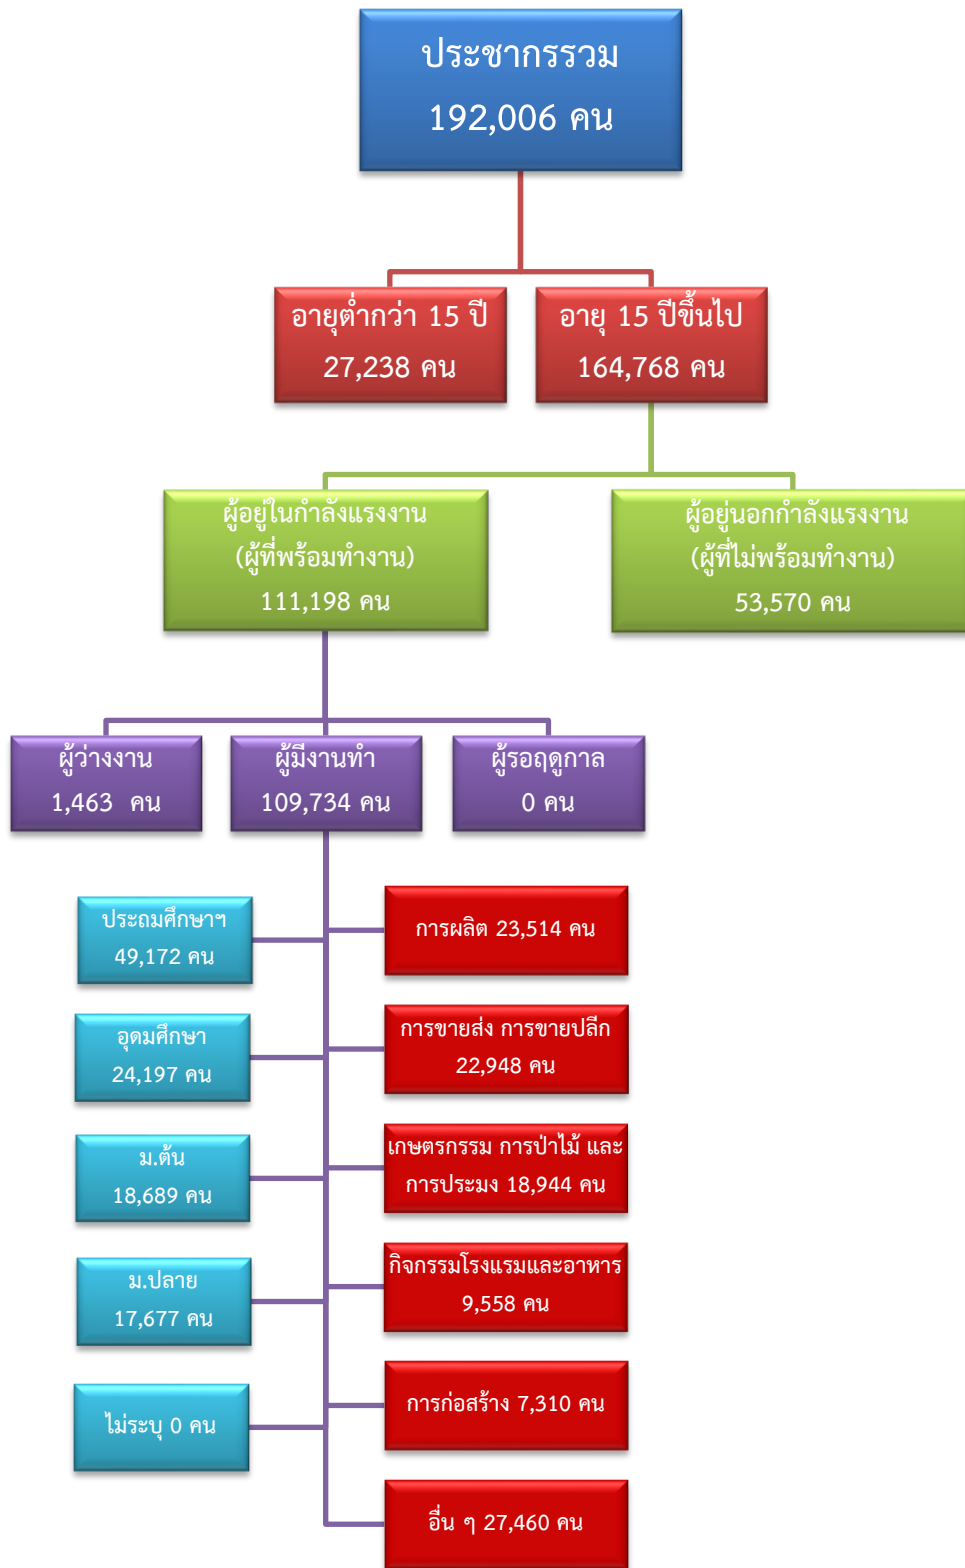 ประชากรรวม
192,006 คน
อายุต่ำกว่า 15 ปี
27,238 คน
อายุ 15 ปีขึ้นไป
164,768 คน
ผู้อยู่ในกำลังแรงงาน
(ผู้ที่พร้อมทำงาน)
111,198 คน
ผู้อยู่นอกกำลังแรงงาน
(ผู้ที่ไม่พร้อมทำงาน)
53,570 คน
ผู้ว่างงาน
1,463 คน
ผู้มีงานทำ
109,734 คน
ผู้รอฤดูกาล
0 คน
ประถมศึกษาฯ
49,172 คน
อุดมศึกษา
24,197 คน
ม.ต้น
18,689 คน
ม.ปลาย
17,677 คน
ไม่ระบุ 0 คน
การผลิต 23,514 คน
การขายส่ง การขายปลีก
22,948 คน
เกษตรกรรม การป่าไม้ และ
การประมง 18,944 คน
กิจกรรมโรงแรมและอาหาร
9,558 คน
การก่อสร้าง 7,310 คน
อื่น ๆ 27,460 คน